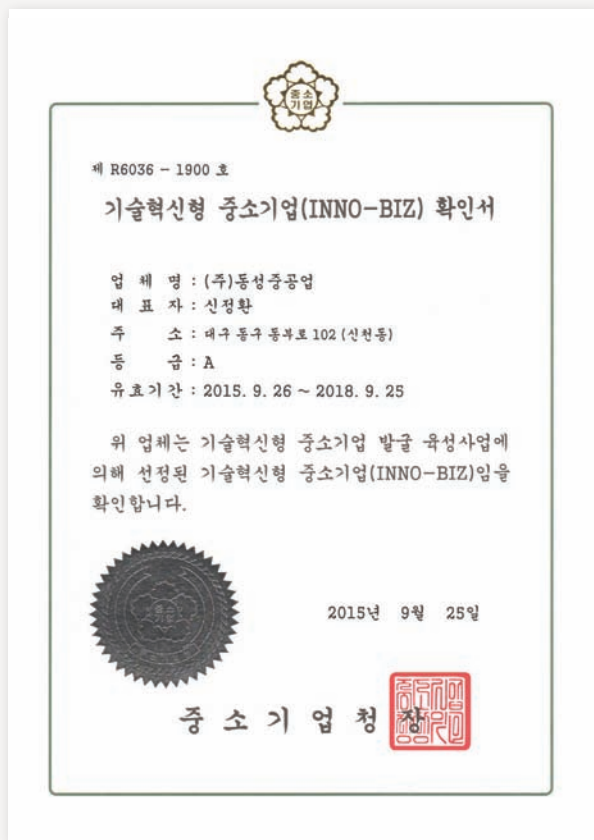 중소
기업
제 R6036 - 1900 호
기술혁신형 중소기업(INNO-BIZ) 확인서
업 체 명 : (주)동성중공업
대 표 자 : 신정환
주 소 : 대구 동구 동부로 102 (신천동)
등 급 : A
유효기간 : 2015. 9. 26 ~ 2018. 9. 25
위 업체는 기술혁신형 중소기업 발굴 육성사업에
의해 선정된 기술혁신형 중소기업(INNO-BIZ)임을
확인합니다.
중소
기업
2015년 9월 25일
중 소 기 업 청 장